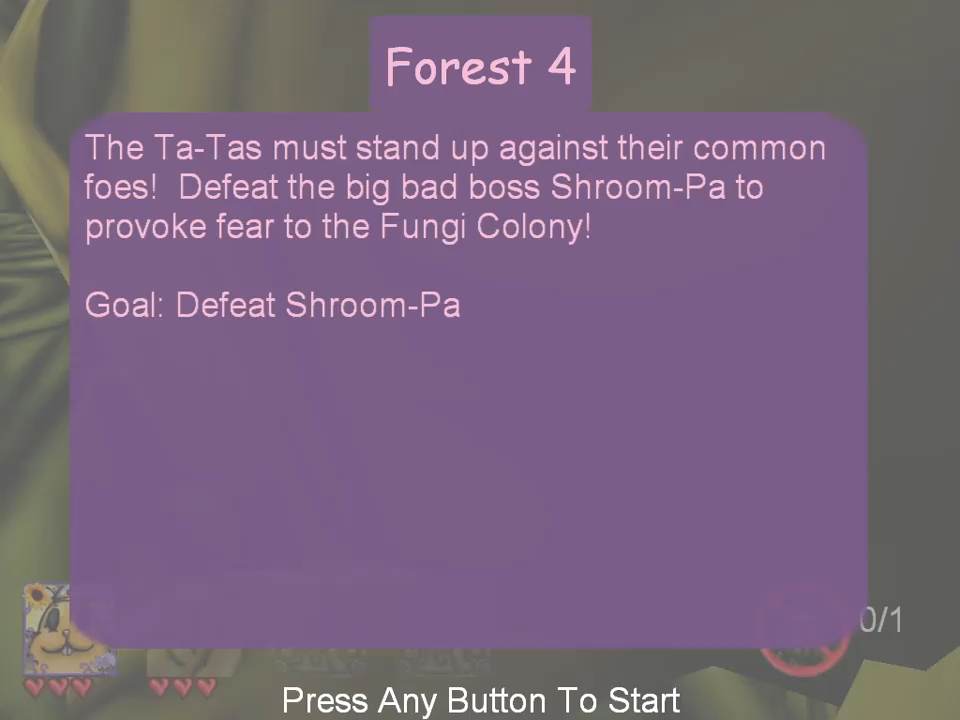 Forest 4
The Ta-Tas must stand up against their common
foes!  Defeat the big bad boss Shroom-Pa to
provoke fear to the Fungi Colony!
Goal: Defeat Shroom-Pa
0/1
Press Any Button To Start